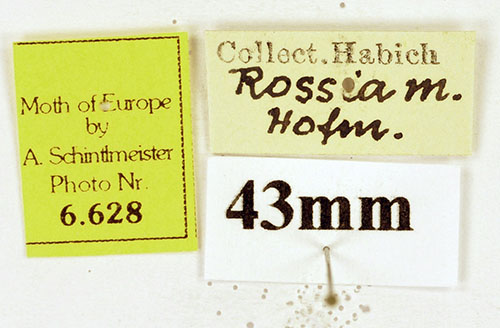 Moth of Europe
by
A. Schintlmeister
Photo Nr.
6.628
Collect. Habich
Rossia m.
Hofm.
43mm